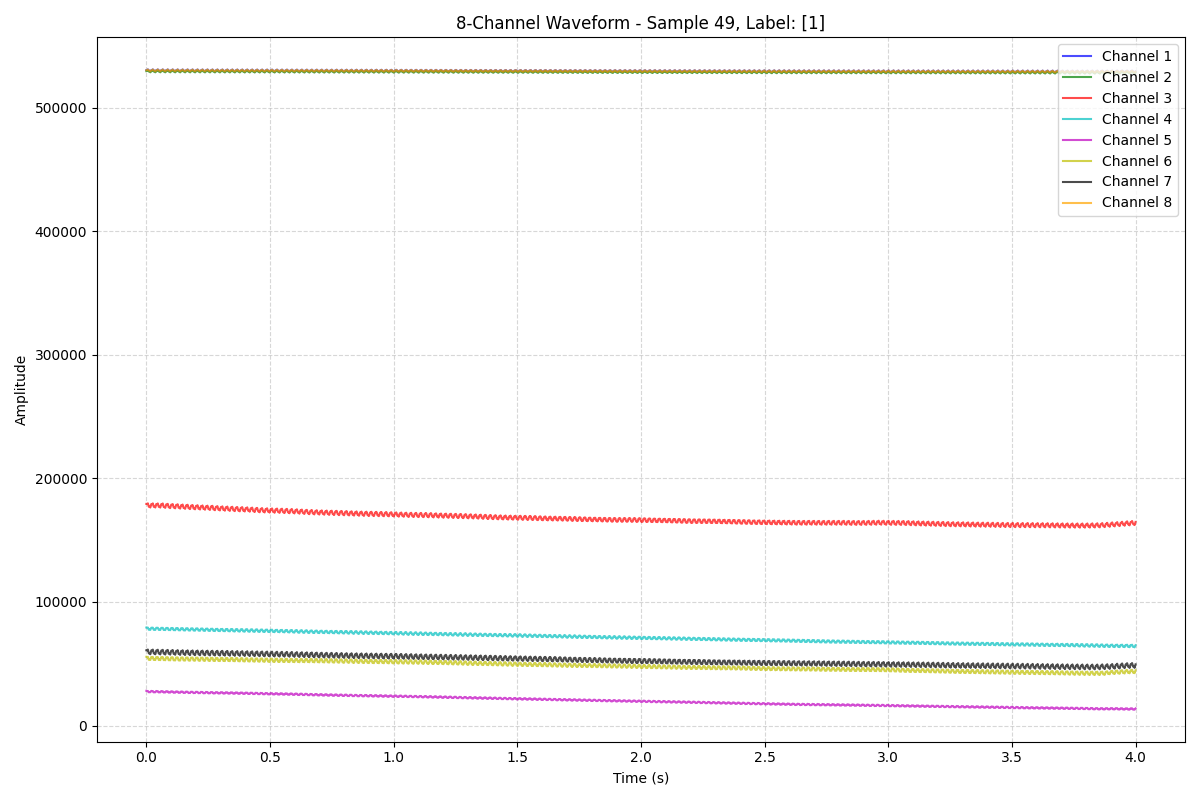 8-Channel Waveform - Sample 49, Label: [1]
Channel 1
Channel 2
Channel 3
Channel 4
Channel 5
Channel 6
Channel 7
Channel 8
500000
400000
300000
200000
100000
0
Amplitude
0.0 0.5 1.0 1.5 2.0 2.5 3.0 3.5 4.0
Time (s)